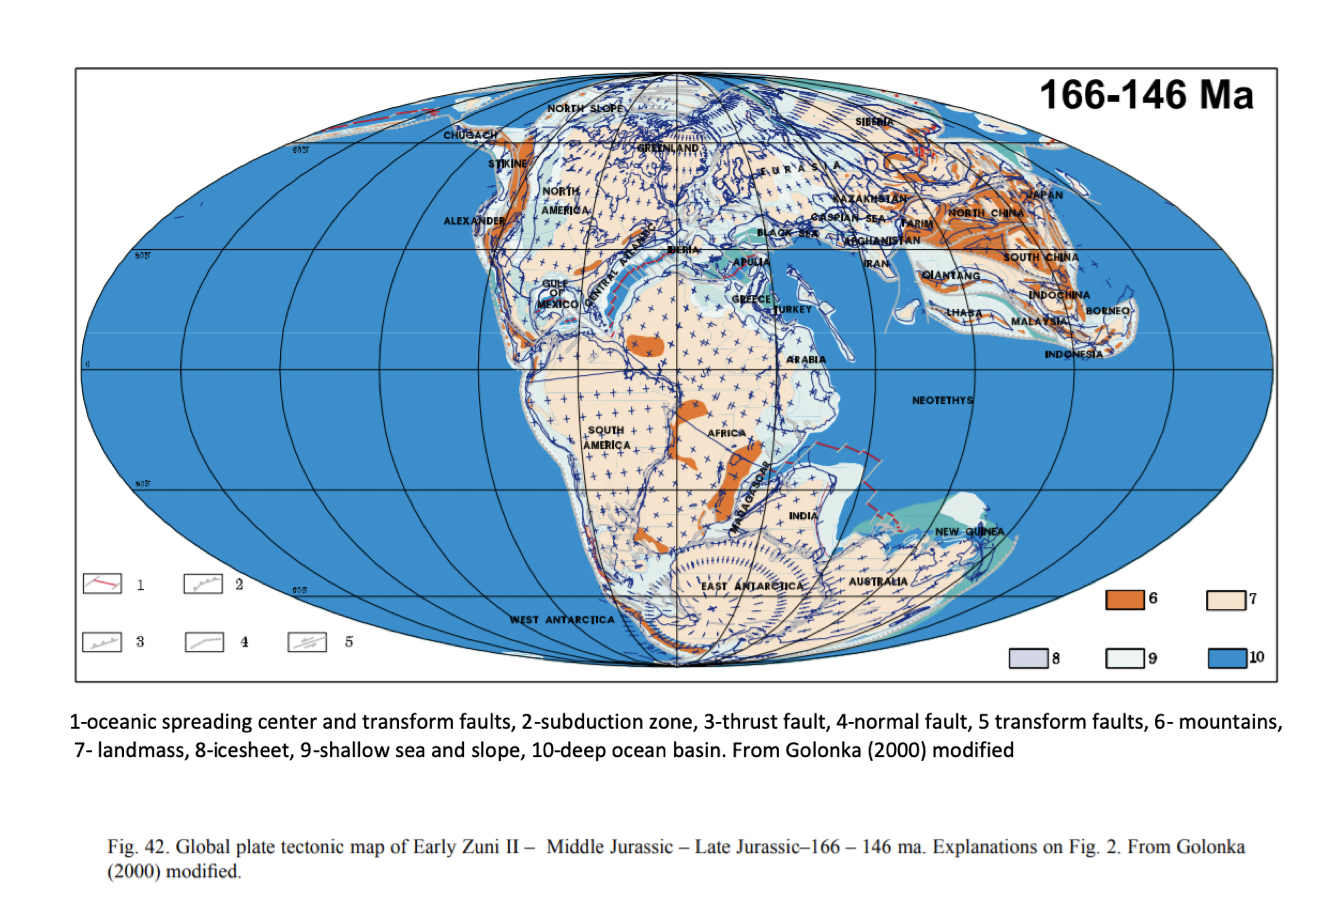 166-146 Ma
NORTH SLOPE
SIBERIA
CHUGACH
GREENLAND
STIKINE
EURASIA
NORTH
AMERICA
KAZAKHSTAN
JAPAN
ALEXANDER
CASPIAN SEA
TARIM
NORTH CHINA
BLACK SEA
AFGHANISTAN
CENTRAL ATLANTIC
IBERIA
APULIA
IRAN
SOUTH CHINA
QIANTANG
GULF
OF
MEXICO
GREECE
TURKEY
INDOCHINA
LHASA
MALAYSIA
BORNEO
INDONESIA
ARABIA
0
NEOTETHYS
SOUTH
AMERICA
AFRICA
MADAGASCAR
INDIA
NEW GUINEA
EAST ANTARCTICA
AUSTRALIA
WEST ANTARCTICA
1 2
3 4 5
6 7
8 9 10
1-oceanic spreading center and transform faults, 2-subduction zone, 3-thrust fault, 4-normal fault, 5 transform faults, 6- mountains,
7- landmass, 8-icesheet, 9-shallow sea and slope, 10-deep ocean basin. From Golonka (2000) modified
Fig. 42. Global plate tectonic map of Early Zuni II – Middle Jurassic – Late Jurassic–166 – 146 ma. Explanations on Fig. 2. From Golonka
(2000) modified.